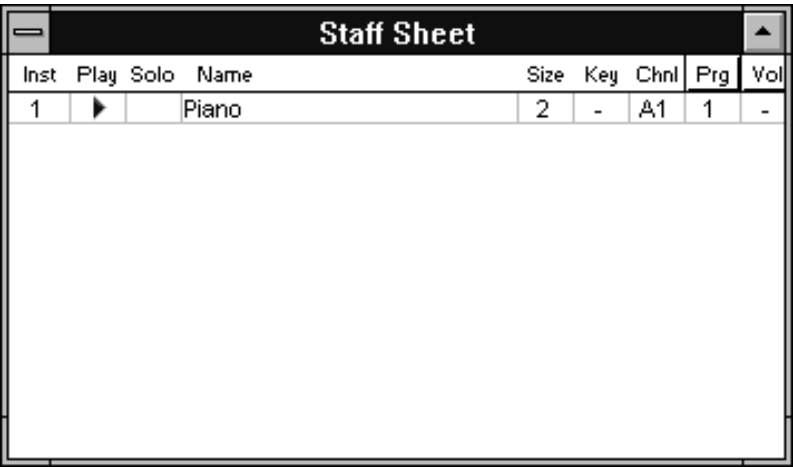 Staff Sheet
Inst Play Solo Name Size Key Chnl Prg Vol
1 Piano 2 - A1 1 -